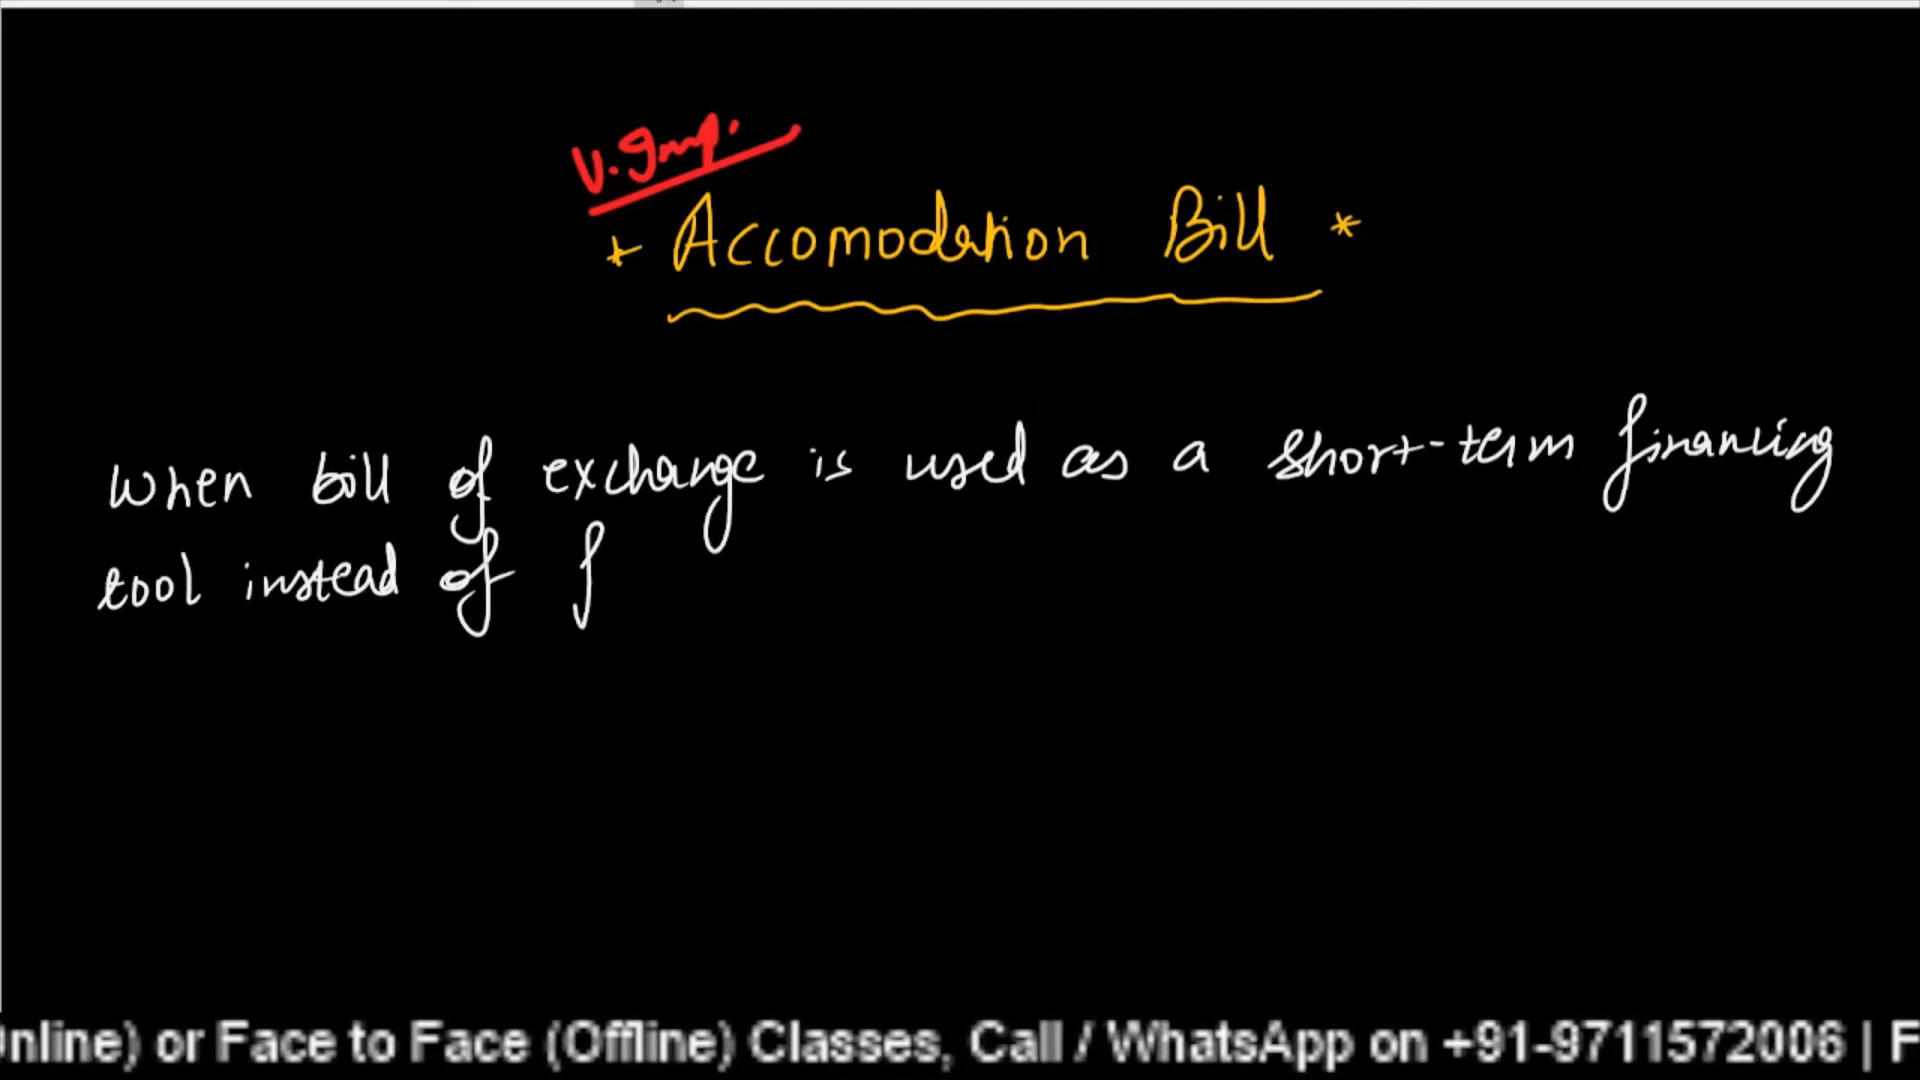 V. Imp.
* Accomodation Bill *
When bill of exchange is used as a short-term financing
tool instead of f
Online) or Face to Face (Offline) Classes, Call / WhatsApp on +91-9711572006 | F